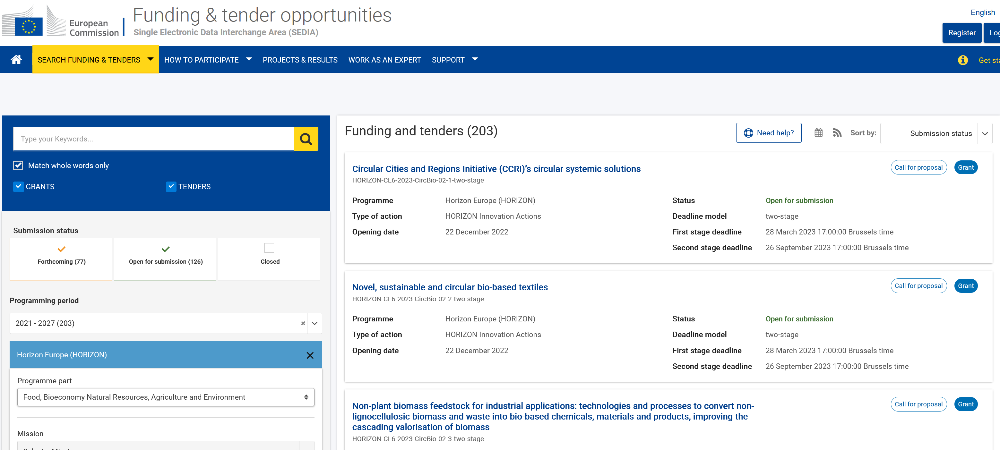 European
Commission
Funding & tender opportunities
Single Electronic Data Interchange Area (SEDIA)
English
Register
SEARCH FUNDING & TENDERS
HOW TO PARTICIPATE
PROJECTS & RESULTS
WORK AS AN EXPERT
SUPPORT
Get
Type your Keywords...
Match whole words only
GRANTS
TENDERS
Submission status
Forthcoming (77)
Open for submission (126)
Closed
Programming period
2021 - 2027 (203)
Horizon Europe (HORIZON)
Programme part
Food, Bioeconomy Natural Resources, Agriculture and Environment
Mission
Funding and tenders (203)
Need help?
Sort by:
Submission status
Circular Cities and Regions Initiative (CCRI)’s circular systemic solutions
Call for proposal
Grant
HORIZON-CL6-2023-CircBio-02-1-two-stage
Programme Horizon Europe (HORIZON) Status Open for submission
Type of action HORIZON Innovation Actions Deadline model two-stage
Opening date 22 December 2022 First stage deadline 28 March 2023 17:00:00 Brussels time
Second stage deadline 26 September 2023 17:00:00 Brussels time
Novel, sustainable and circular bio-based textiles
Call for proposal
Grant
HORIZON-CL6-2023-CircBio-02-2-two-stage
Programme Horizon Europe (HORIZON) Status Open for submission
Type of action HORIZON Innovation Actions Deadline model two-stage
Opening date 22 December 2022 First stage deadline 28 March 2023 17:00:00 Brussels time
Second stage deadline 26 September 2023 17:00:00 Brussels time
Non-plant biomass feedstock for industrial applications: technologies and processes to convert non-
lignocellulosic biomass and waste into bio-based chemicals, materials and products, improving the
cascading valorisation of biomass
Call for proposal
Grant
HORIZON-CL6-2023-CircBio-02-3-two-stage